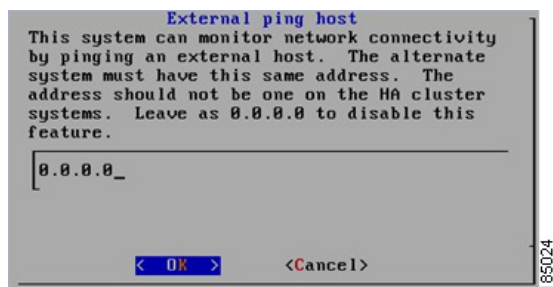 External ping host
This system can monitor network connectivity
by pinging an external host.  The alternate
system must have this same address.  The
address should not be one on the HA cluster
systems.  Leave as 0.0.0.0 to disable this
feature.
0.0.0.0_
<  OK  >        <Cancel>
85024